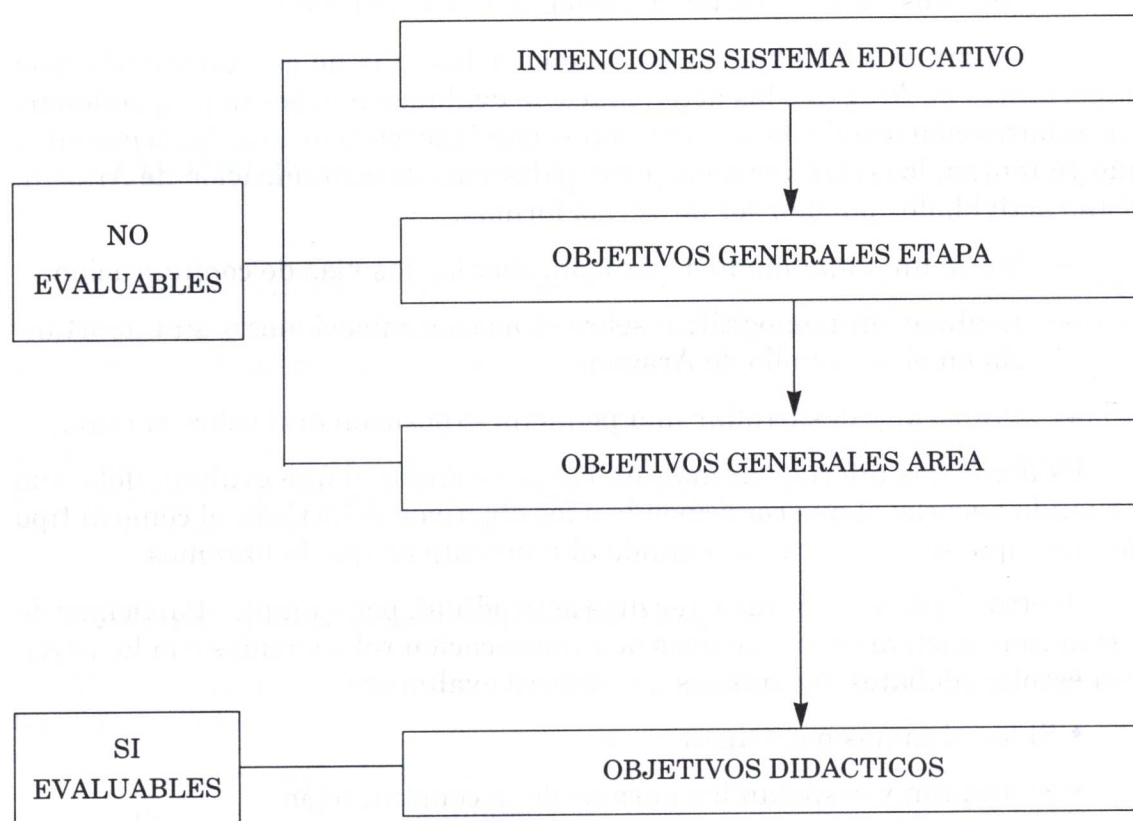 INTENCIONES SISTEMA EDUCATIVO
NO
EVALUABLES
OBJETIVOS GENERALES ETAPA
OBJETIVOS GENERALES AREA
SI
EVALUABLES
OBJETIVOS DIDACTICOS